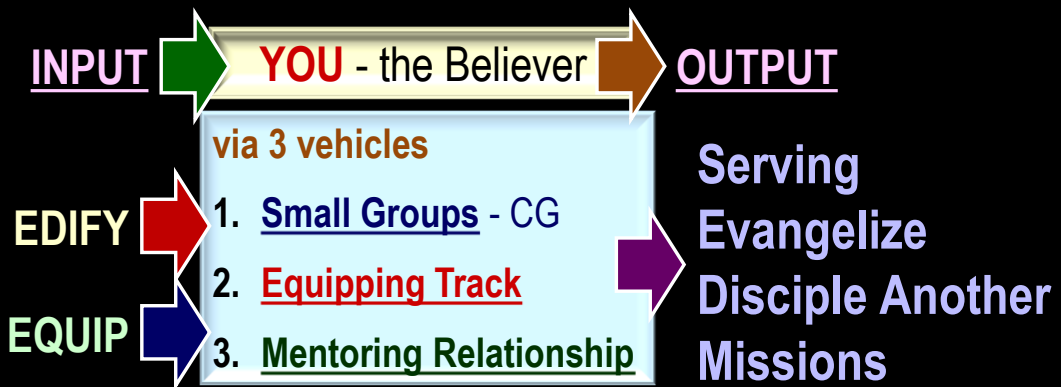 INPUT YOU - the Believer OUTPUT
via 3 vehicles
EDIFY
EQUIP
1. Small Groups - CG
2. Equipping Track
3. Mentoring Relationship
Serving
Evangelize
Disciple Another
Missions